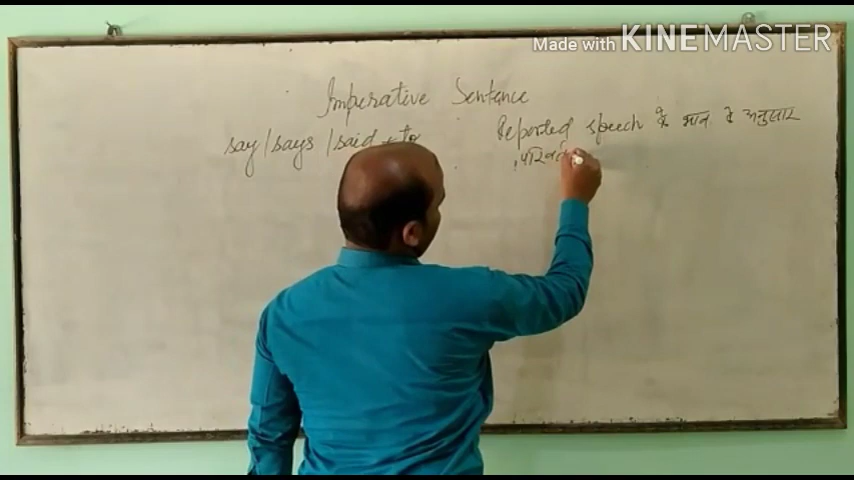 Made with KINEMASTER
Imperative Sentence
say/says/said + to
Reported speech के भाव के अनुसार